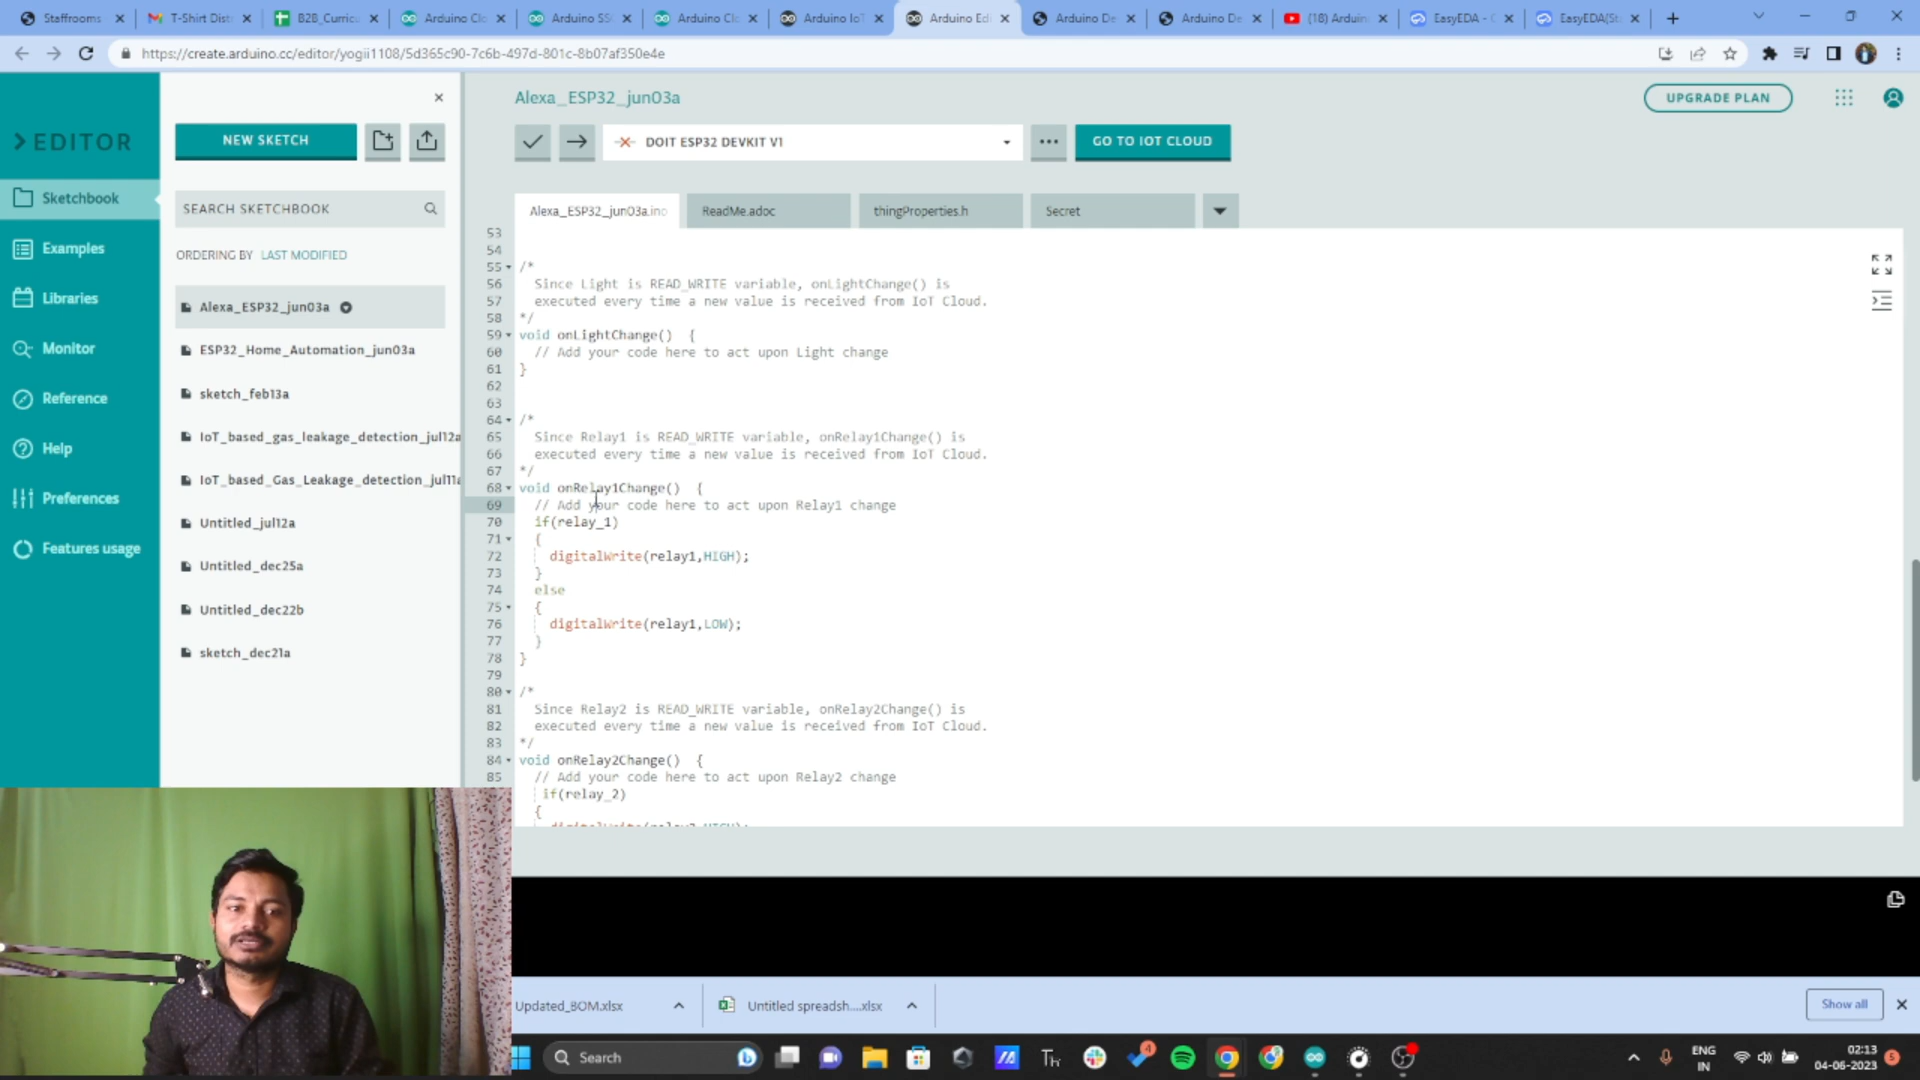 Staffrooms
T-Shirt Dist
B2B_Curricu
Arduino Clo
Arduino SS
Arduino Cl
Arduino IoT
Arduino Ed
Arduino De
Arduino De
(18) Arduin
EasyEDA - 
EasyEDA(St
https://create.arduino.cc/editor/yogii1108/5d365c90-7c6b-497d-801c-8b07af350e4e
EDITOR
Sketchbook
Examples
Libraries
Monitor
Reference
Help
Preferences
Features usage
NEW SKETCH
SEARCH SKETCHBOOK
ORDERING BY LAST MODIFIED
Alexa_ESP32_jun03a
ESP32_Home_Automation_jun03a
sketch_feb13a
IoT_based_gas_leakage_detection_jul12a
IoT_based_Gas_Leakage_detection_jul11a
Untitled_jul12a
Untitled_dec25a
Untitled_dec22b
sketch_dec21a
Alexa_ESP32_jun03a
UPGRADE PLAN
DOIT ESP32 DEVKIT V1
GO TO IOT CLOUD
Alexa_ESP32_jun03a.ino
ReadMe.adoc
thingProperties.h
Secret
53
54
55 /*
56 Since Light is READ_WRITE variable, onLightChange() is
57 executed every time a new value is received from IoT Cloud.
58 */
59 void onLightChange() {
60 // Add your code here to act upon Light change
61 }
62
63
64 /*
65 Since Relay1 is READ_WRITE variable, onRelay1Change() is
66 executed every time a new value is received from IoT Cloud.
67 */
68 void onRelay1Change() {
69 // Add your code here to act upon Relay1 change
70 if(relay_1)
71 {
72 digitalWrite(relay1,HIGH);
73 }
74 else
75 {
76 digitalWrite(relay1,LOW);
77 }
78 }
79
80 /*
81 Since Relay2 is READ_WRITE variable, onRelay2Change() is
82 executed every time a new value is received from IoT Cloud.
83 */
84 void onRelay2Change() {
85 // Add your code here to act upon Relay2 change
if(relay_2)
{
digitalWrite(relay2,HIGH);
Updated_BOM.xlsx
Untitled spreadsh....xlsx
Show all
Search
4
ENG
IN
02:13
04-06-2023
5